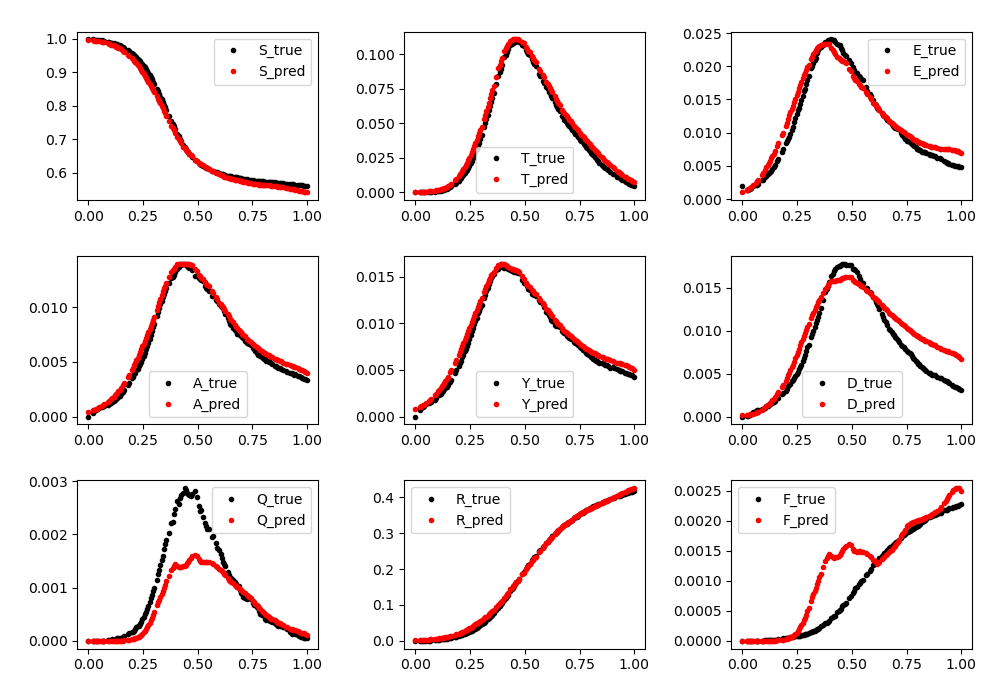 1.0
0.9
0.8
0.7
0.6
0.00 0.25 0.50 0.75 1.00
S_true
S_pred
0.100
0.075
0.050
0.025
0.000
0.00 0.25 0.50 0.75 1.00
T_true
T_pred
0.025
0.020
0.015
0.010
0.005
0.000
0.00 0.25 0.50 0.75 1.00
E_true
E_pred
0.010
0.005
0.000
0.00 0.25 0.50 0.75 1.00
A_true
A_pred
0.015
0.010
0.005
0.000
0.00 0.25 0.50 0.75 1.00
Y_true
Y_pred
0.015
0.010
0.005
0.000
0.00 0.25 0.50 0.75 1.00
D_true
D_pred
0.003
0.002
0.001
0.000
0.00 0.25 0.50 0.75 1.00
Q_true
Q_pred
0.4
0.3
0.2
0.1
0.0
0.00 0.25 0.50 0.75 1.00
R_true
R_pred
0.0025
0.0020
0.0015
0.0010
0.0005
0.0000
0.00 0.25 0.50 0.75 1.00
F_true
F_pred